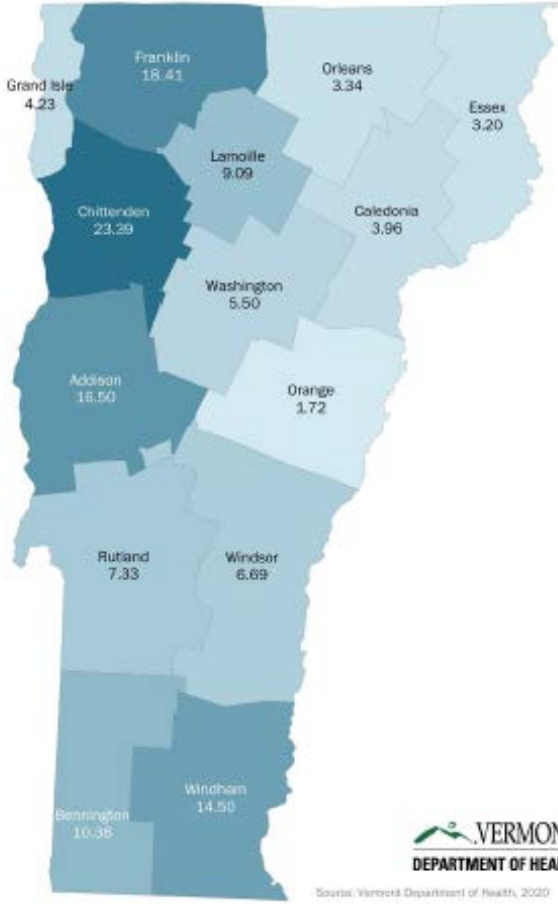 Franklin
18.41
Grand Isle
4.23
Orleans
3.34
Essex
3.20
Lamoille
9.09
Chittenden
23.39
Caledonia
3.96
Washington
5.50
Addison
16.50
Orange
1.72
Rutland
7.33
Windsor
6.69
Windham
14.50
Bennington
10.38
VERMON
DEPARTMENT OF HEA
Source: Vermont Department of Health, 2020